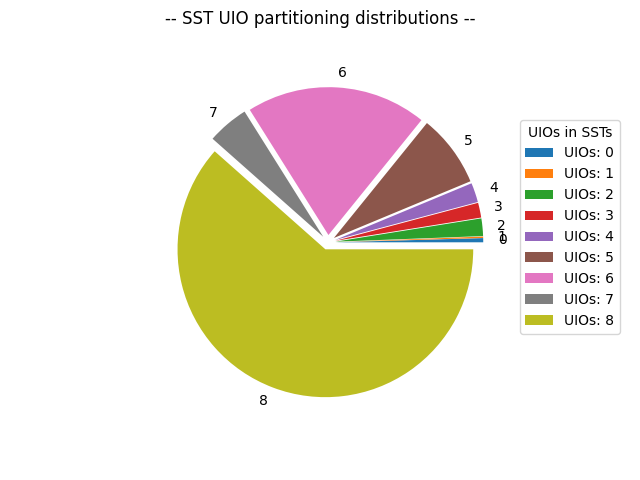 -- SST UIO partitioning distributions --
6
7
5
4
3
2
1
0
8
UIOs in SSTs
UIOs: 0
UIOs: 1
UIOs: 2
UIOs: 3
UIOs: 4
UIOs: 5
UIOs: 6
UIOs: 7
UIOs: 8